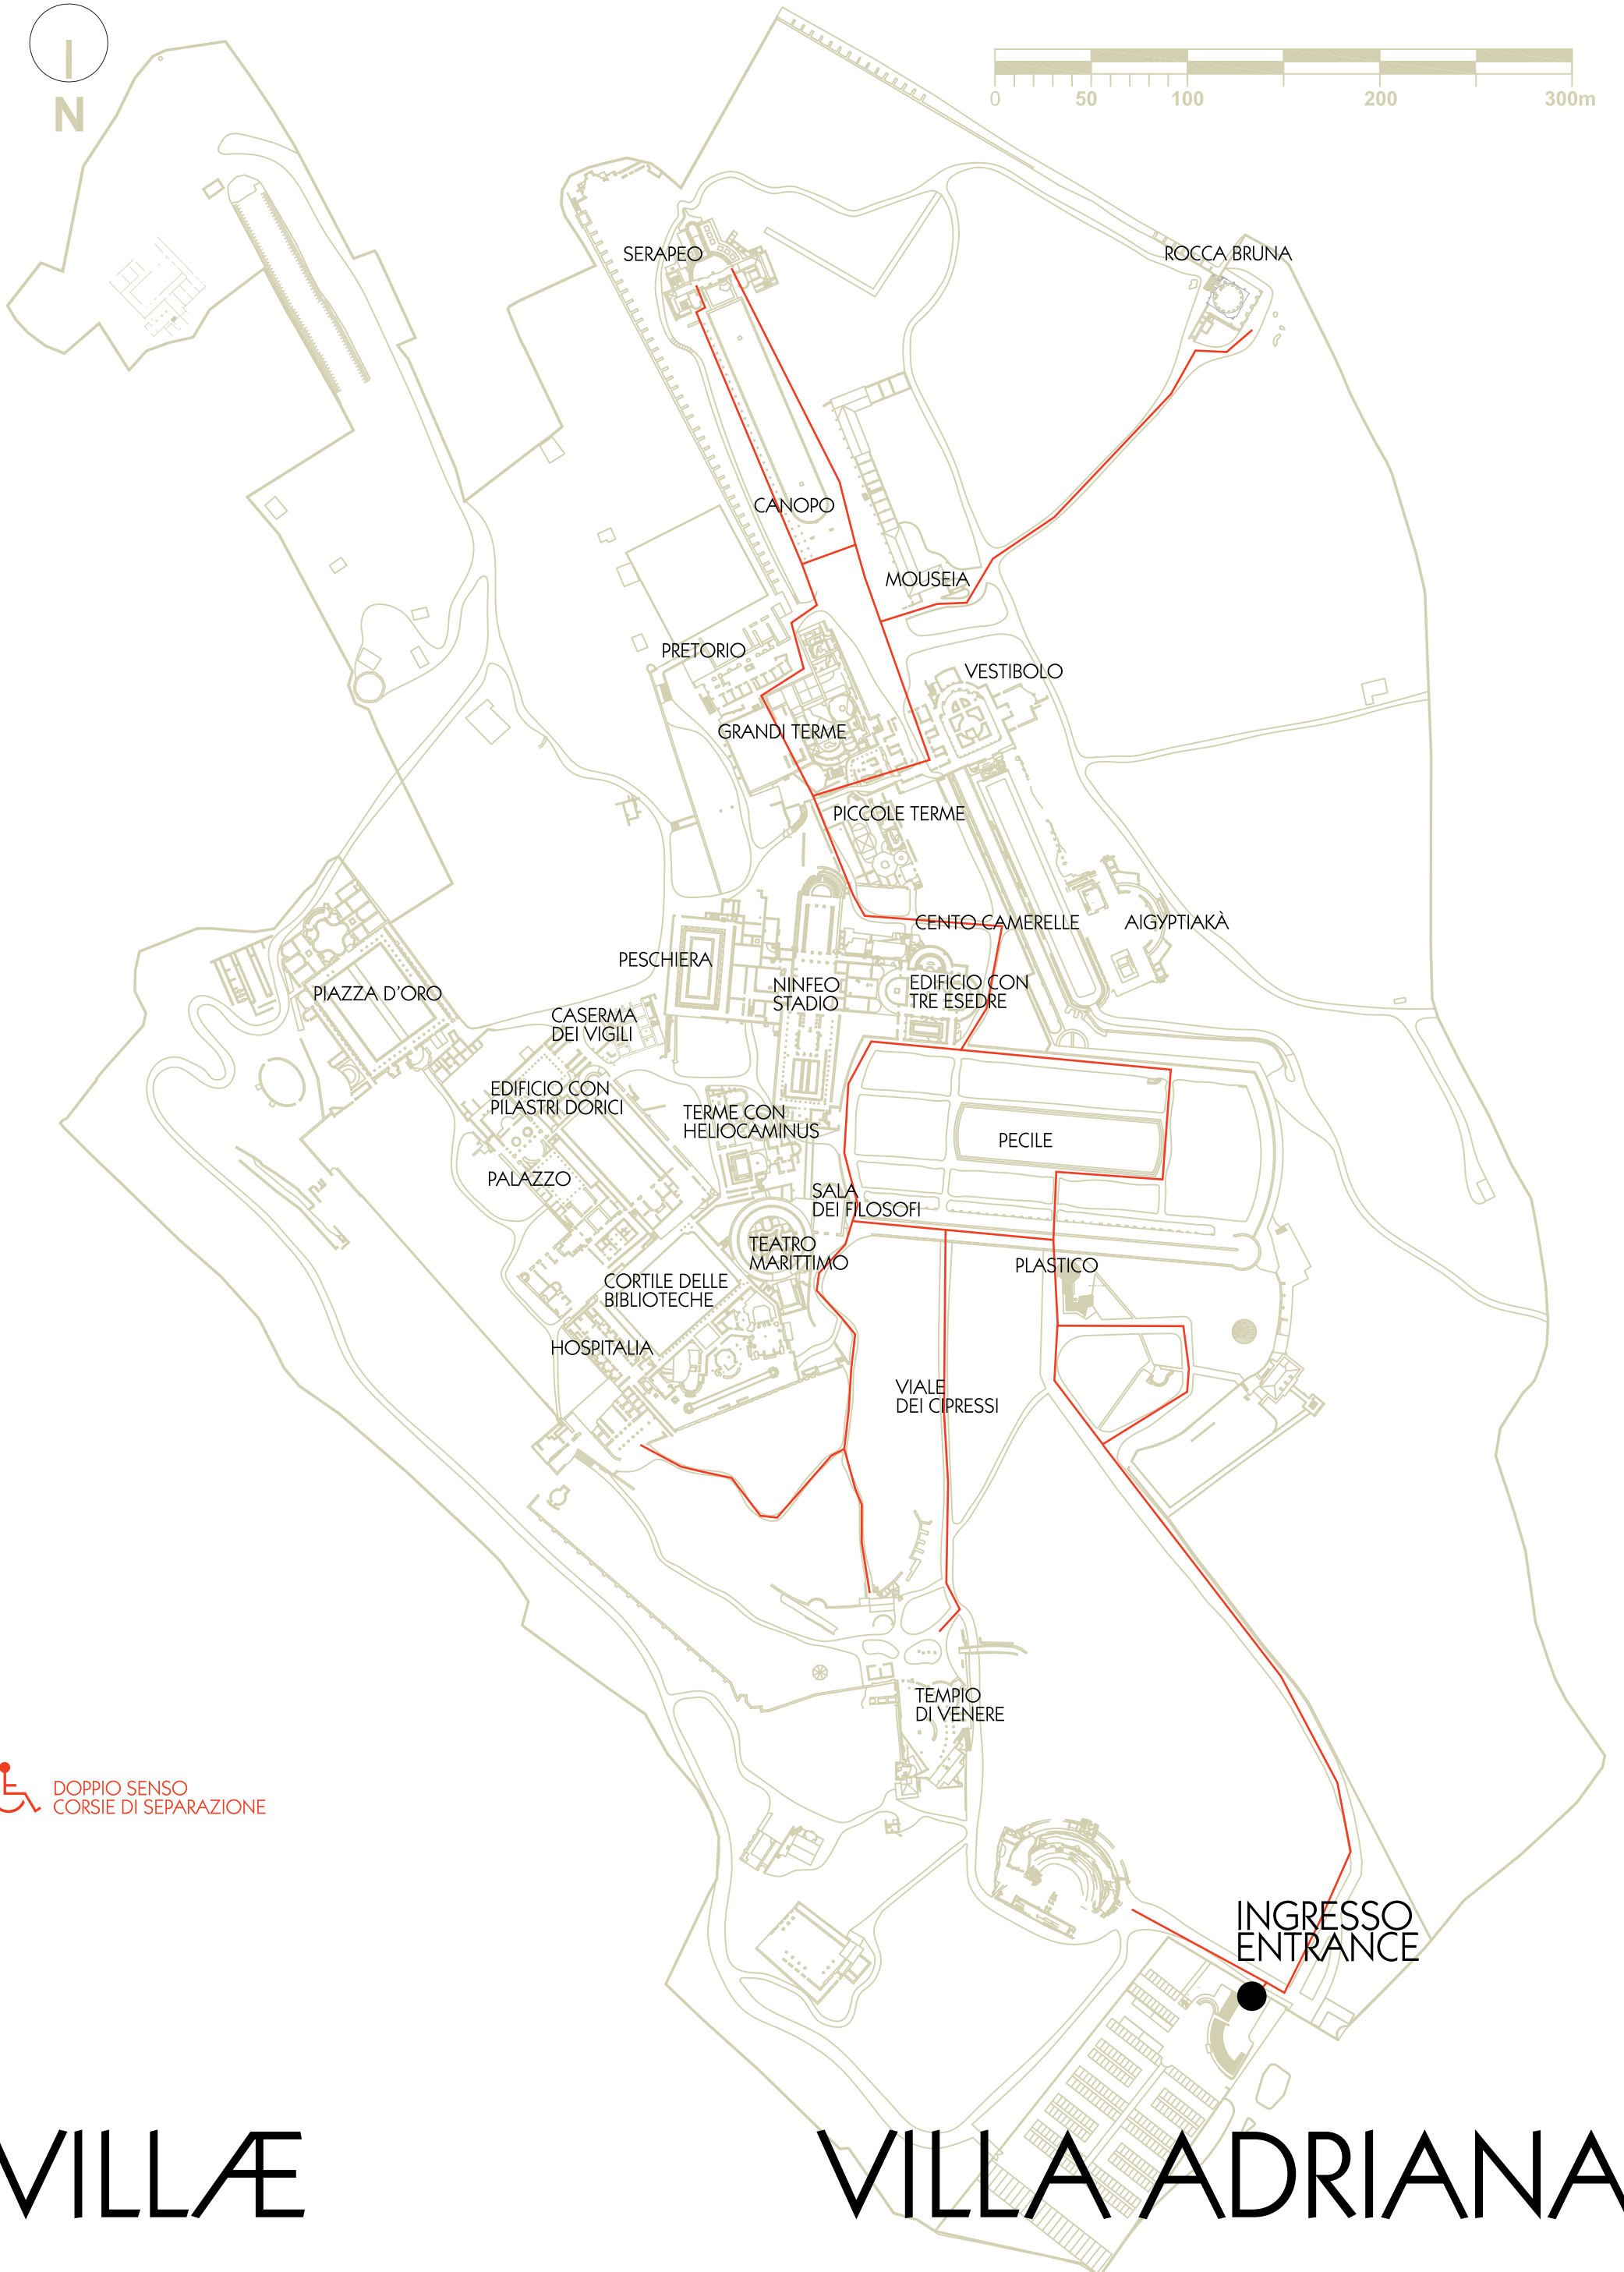 N
0 50 100 200 300m
SERAPEO
ROCCA BRUNA
CANOPO
MOUSEIA
PRETORIO
VESTIBOLO
GRANDI TERME
PICCOLE TERME
CENTO CAMERELLE
AIGYPTIAKÀ
PESCHIERA
NINFEO
STADIO
EDIFICIO CON
TRE ESEDRE
PIAZZA D'ORO
CASERMA
DEI VIGILI
EDIFICIO CON
PILASTRI DORICI
TERME CON
HELIOCAMINUS
PECILE
PALAZZO
SALA
DEI FILOSOFI
TEATRO
MARITTIMO
PLASTICO
CORTILE DELLE
BIBLIOTECHE
HOSPITALIA
VIALE
DEI CIPRESSI
TEMPIO
DI VENERE
DOPPIO SENSO
CORSIE DI SEPARAZIONE
INGRESSO
ENTRANCE
VILLÆ
VILLA ADRIANA